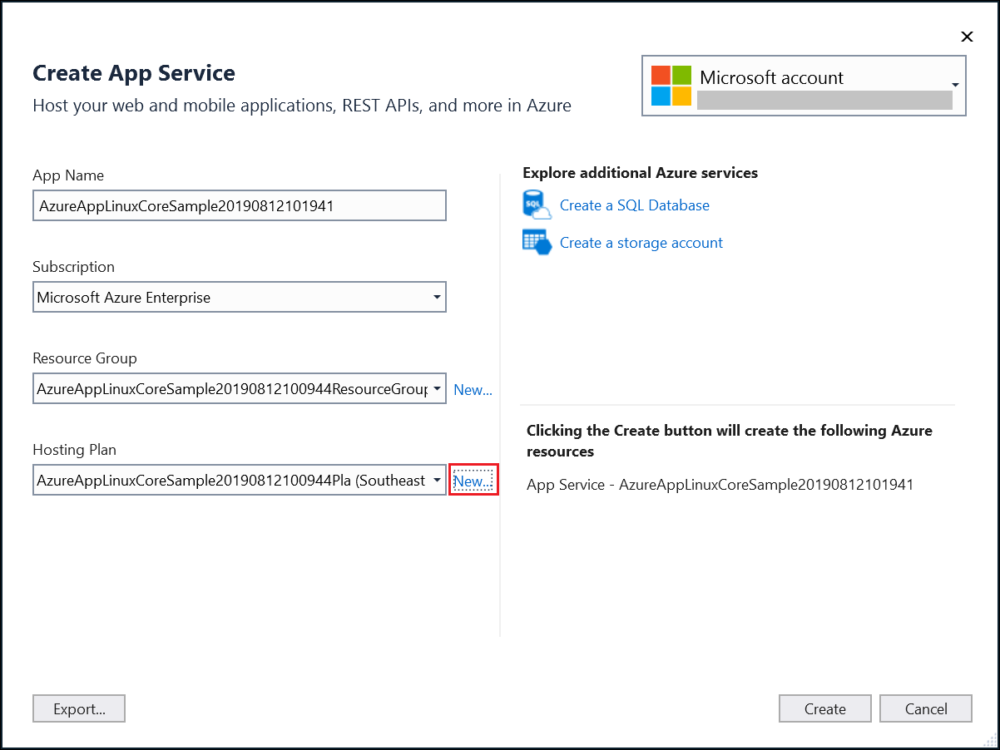 Create App Service
Host your web and mobile applications, REST APIs, and more in Azure
Microsoft account
App Name
AzureAppLinuxCoreSample20190812101941
Subscription
Microsoft Azure Enterprise
Resource Group
AzureAppLinuxCoreSample20190812100944ResourceGroup
New...
Hosting Plan
AzureAppLinuxCoreSample20190812100944Pla (Southeast
New...
Explore additional Azure services
SQL
Create a SQL Database
Create a storage account
Clicking the Create button will create the following Azure
resources
App Service - AzureAppLinuxCoreSample20190812101941
Export...
Create
Cancel